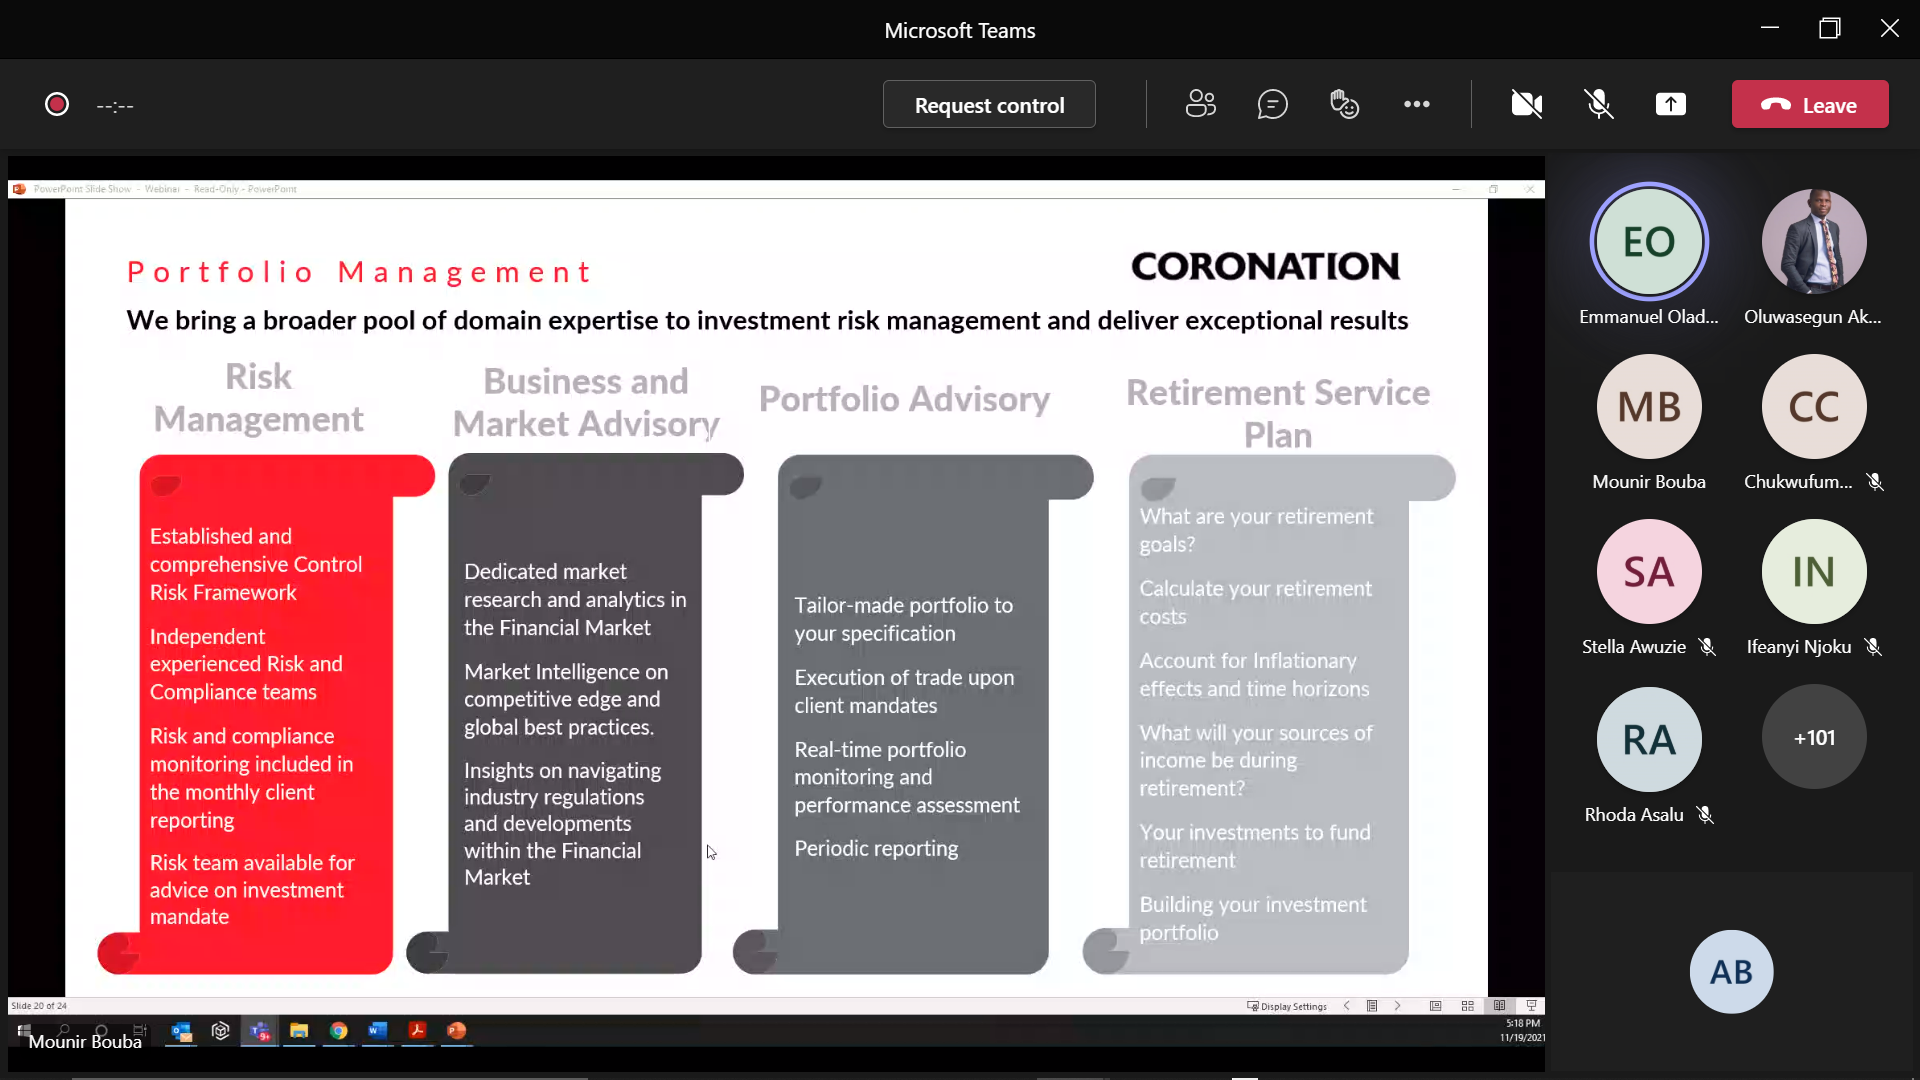 Microsoft Teams
--:--
Request control
Leave
PowerPoint Slide Show - Webinar - Read-Only - PowerPoint
Portfolio Management
CORONATION
We bring a broader pool of domain expertise to investment risk management and deliver exceptional results
Risk
Management
Established and
comprehensive Control
Risk Framework
Independent
experienced Risk and
Compliance teams
Risk and compliance
monitoring included in
the monthly client
reporting
Risk team available for
advice on investment
mandate
Business and
Market Advisory
Dedicated market
research and analytics in
the Financial Market
Market Intelligence on
competitive edge and
global best practices.
Insights on navigating
industry regulations
and developments
within the Financial
Market
Portfolio Advisory
Tailor-made portfolio to
your specification
Execution of trade upon
client mandates
Real-time portfolio
monitoring and
performance assessment
Periodic reporting
Retirement Service
Plan
What are your retirement
goals?
Calculate your retirement
costs
Account for Inflationary
effects and time horizons
What will your sources of
income be during
retirement?
Your investments to fund
retirement
Building your investment
portfolio
Slide 20 of 24
Display Settings
5:18 PM
11/19/2021
Mounir Bouba
EO
Emmanuel Olad...
Oluwasegun Ak...
MB
Mounir Bouba
CC
Chukwufum...
SA
Stella Awuzie
IN
Ifeanyi Njoku
RA
Rhoda Asalu
+101
AB